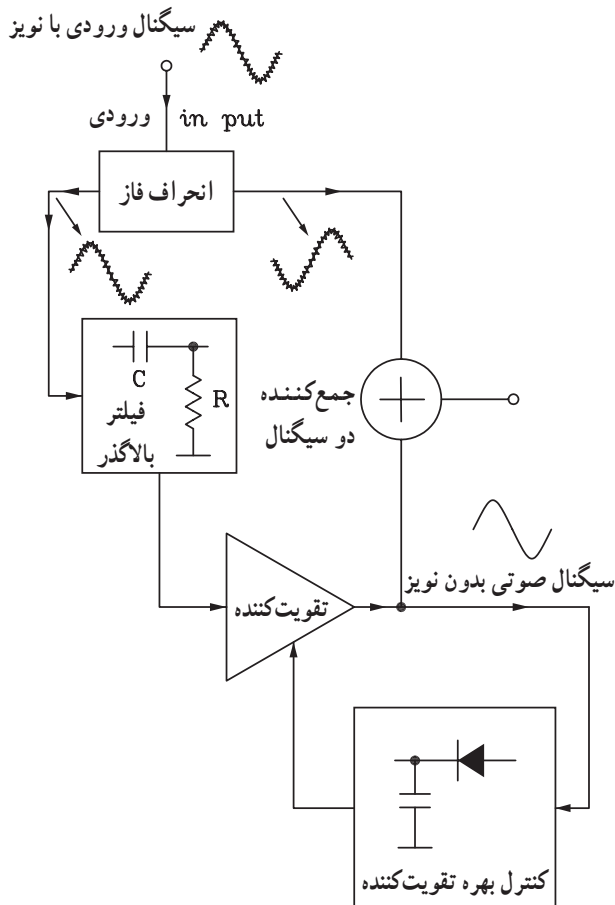 سیگنال ورودی با نویز
ورودی in put
انحراف فاز
C
R
فیلتر
بالاگذر
جمع‌کننده
دو سیگنال
سیگنال صوتی بدون نویز
تقویت‌کننده
کنترل بهره تقویت‌کننده